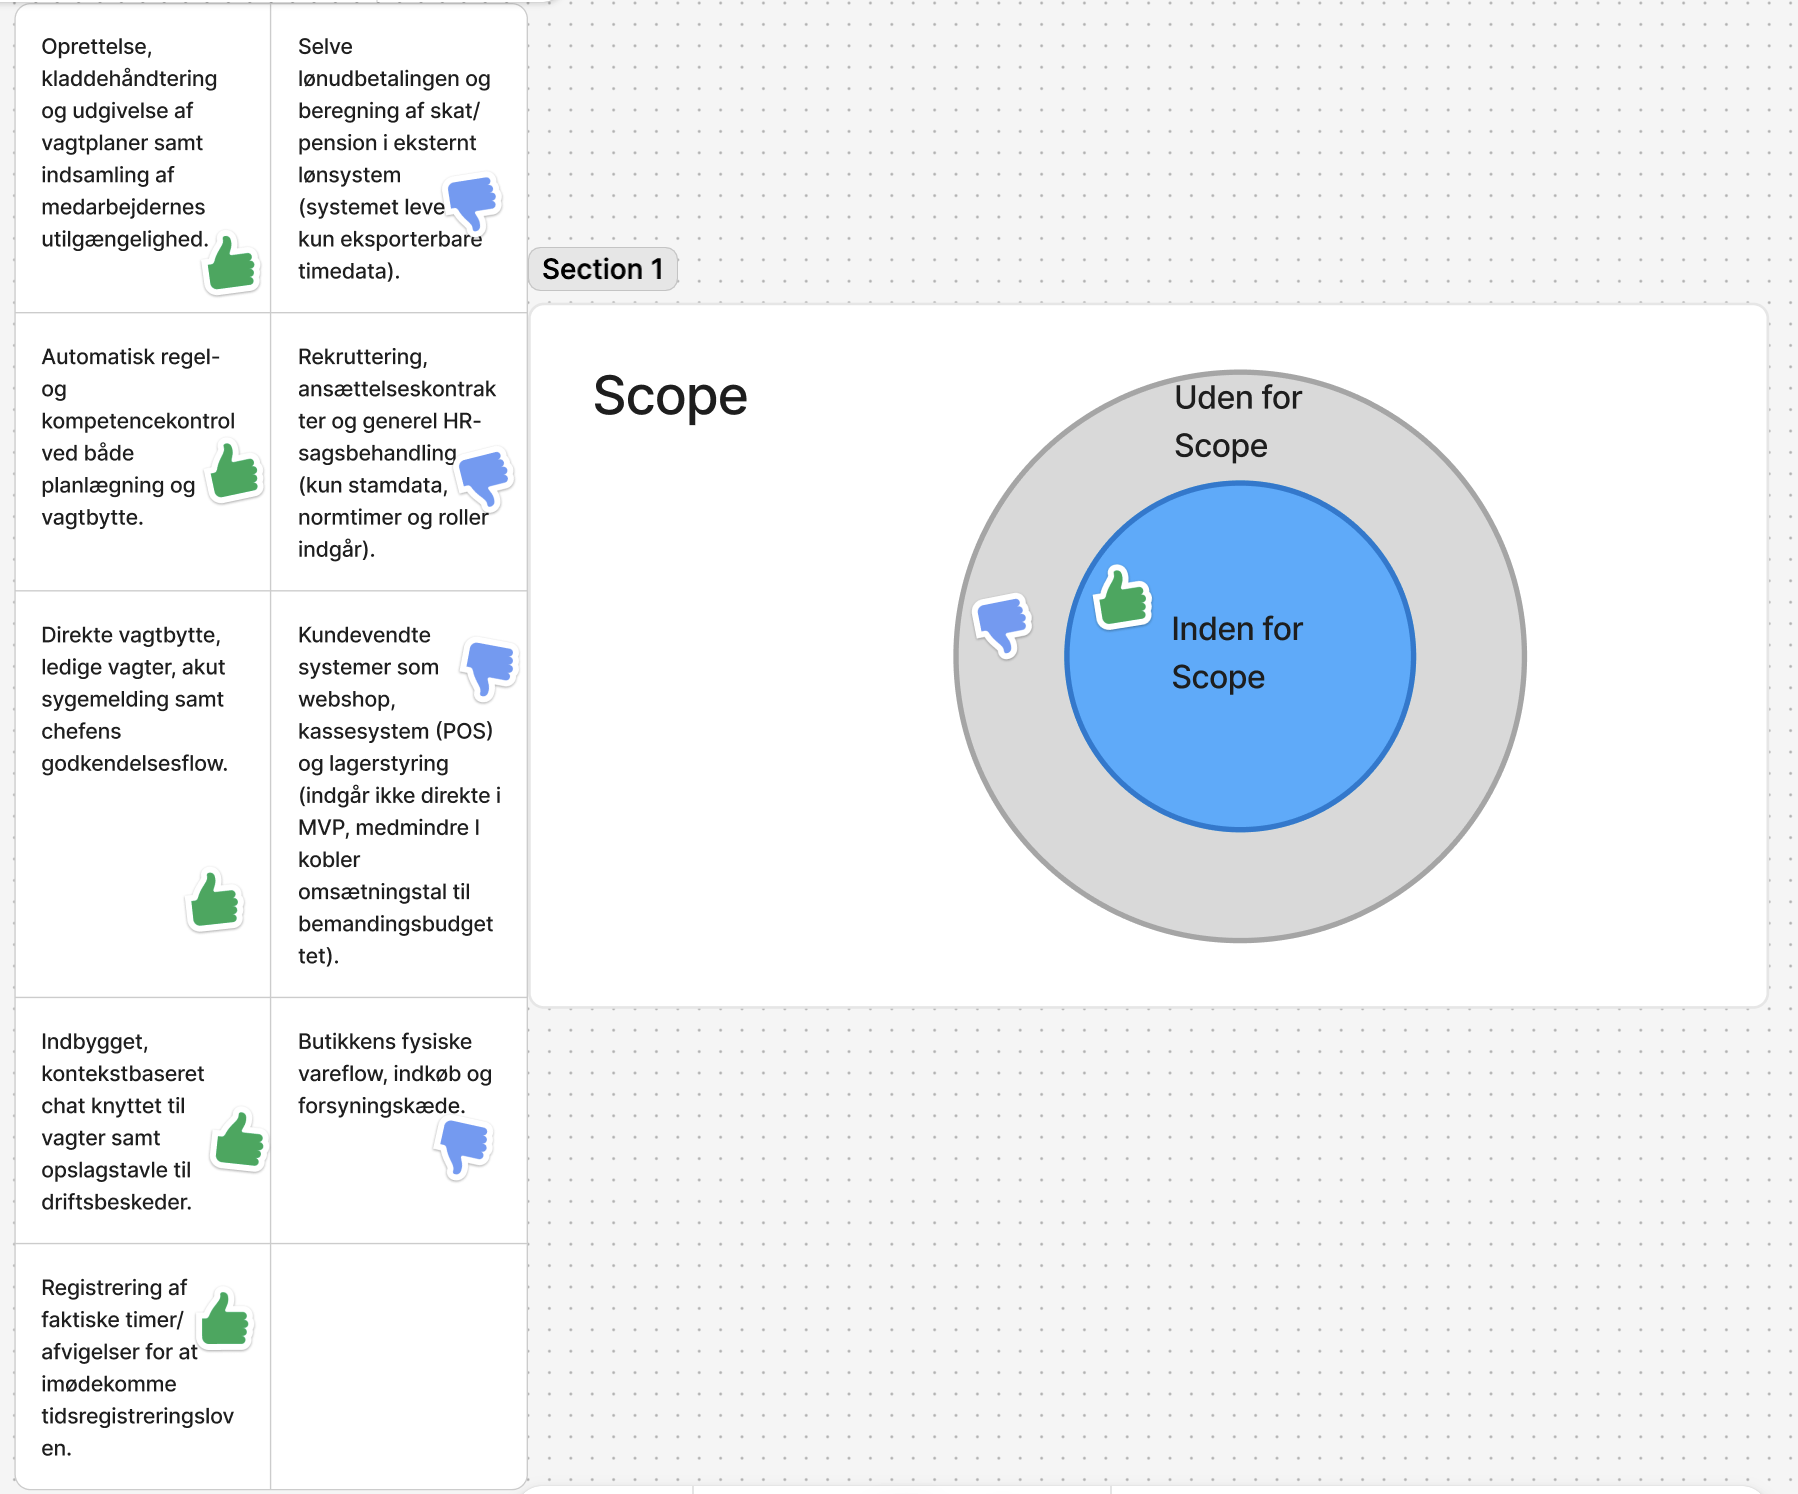 Oprettelse,
kladdehåndtering
og udgivelse af
vagtplaner samt
indsamling af
medarbejdernes
utilgængelighed.
Selve
lønudbetalingen og
beregning af skat/
pension i eksternt
lønsystem
(systemet leve
kun eksporterbare
timedata).
Automatisk regel-
og
kompetencekontrol
ved både
planlægning og
vagtbytte.
Rekruttering,
ansættelseskontrak
ter og generel HR-
sagsbehandling
(kun stamdata,
normtimer og roller
indgår).
Direkte vagtbytte,
ledige vagter, akut
sygemelding samt
chefens
godkendelsesflow.
Kundevendte
systemer som
webshop,
kassesystem (POS)
og lagerstyring
(indgår ikke direkte i
MVP, medmindre I
kobler
omsætningstal til
bemandingsbudget
tet).
Indbygget,
kontekstbaseret
chat knyttet til
vagter samt
opslagstavle til
driftsbeskeder.
Butikkens fysiske
vareflow, indkøb og
forsyningskæde.
Registrering af
faktiske timer/
afvigelser for at
imødekomme
tidsregistreringslov
en.
Section 1
Scope
Uden for
Scope
Inden for
Scope